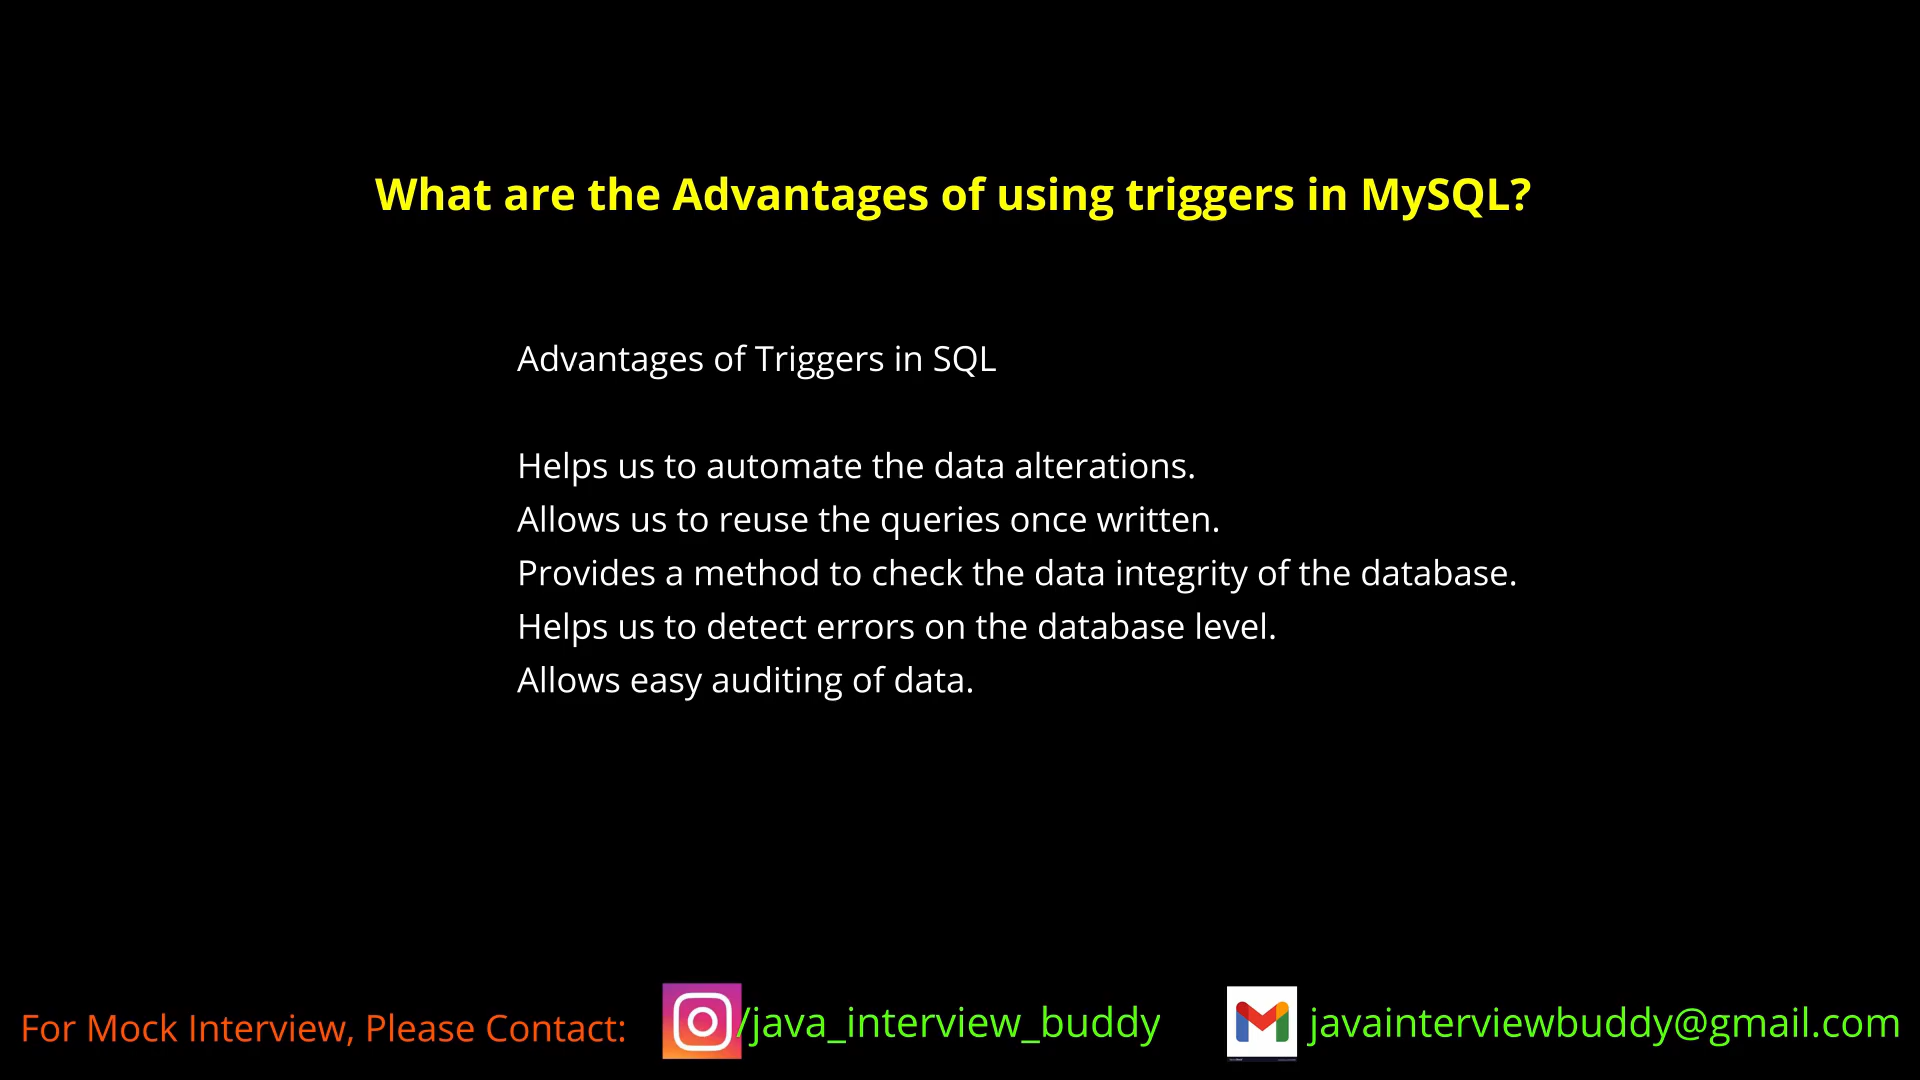 What are the Advantages of using triggers in MySQL?
Advantages of Triggers in SQL
Helps us to automate the data alterations.
Allows us to reuse the queries once written.
Provides a method to check the data integrity of the database.
Helps us to detect errors on the database level.
Allows easy auditing of data.
For Mock Interview, Please Contact: /java_interview_buddy javainterviewbuddy@gmail.com